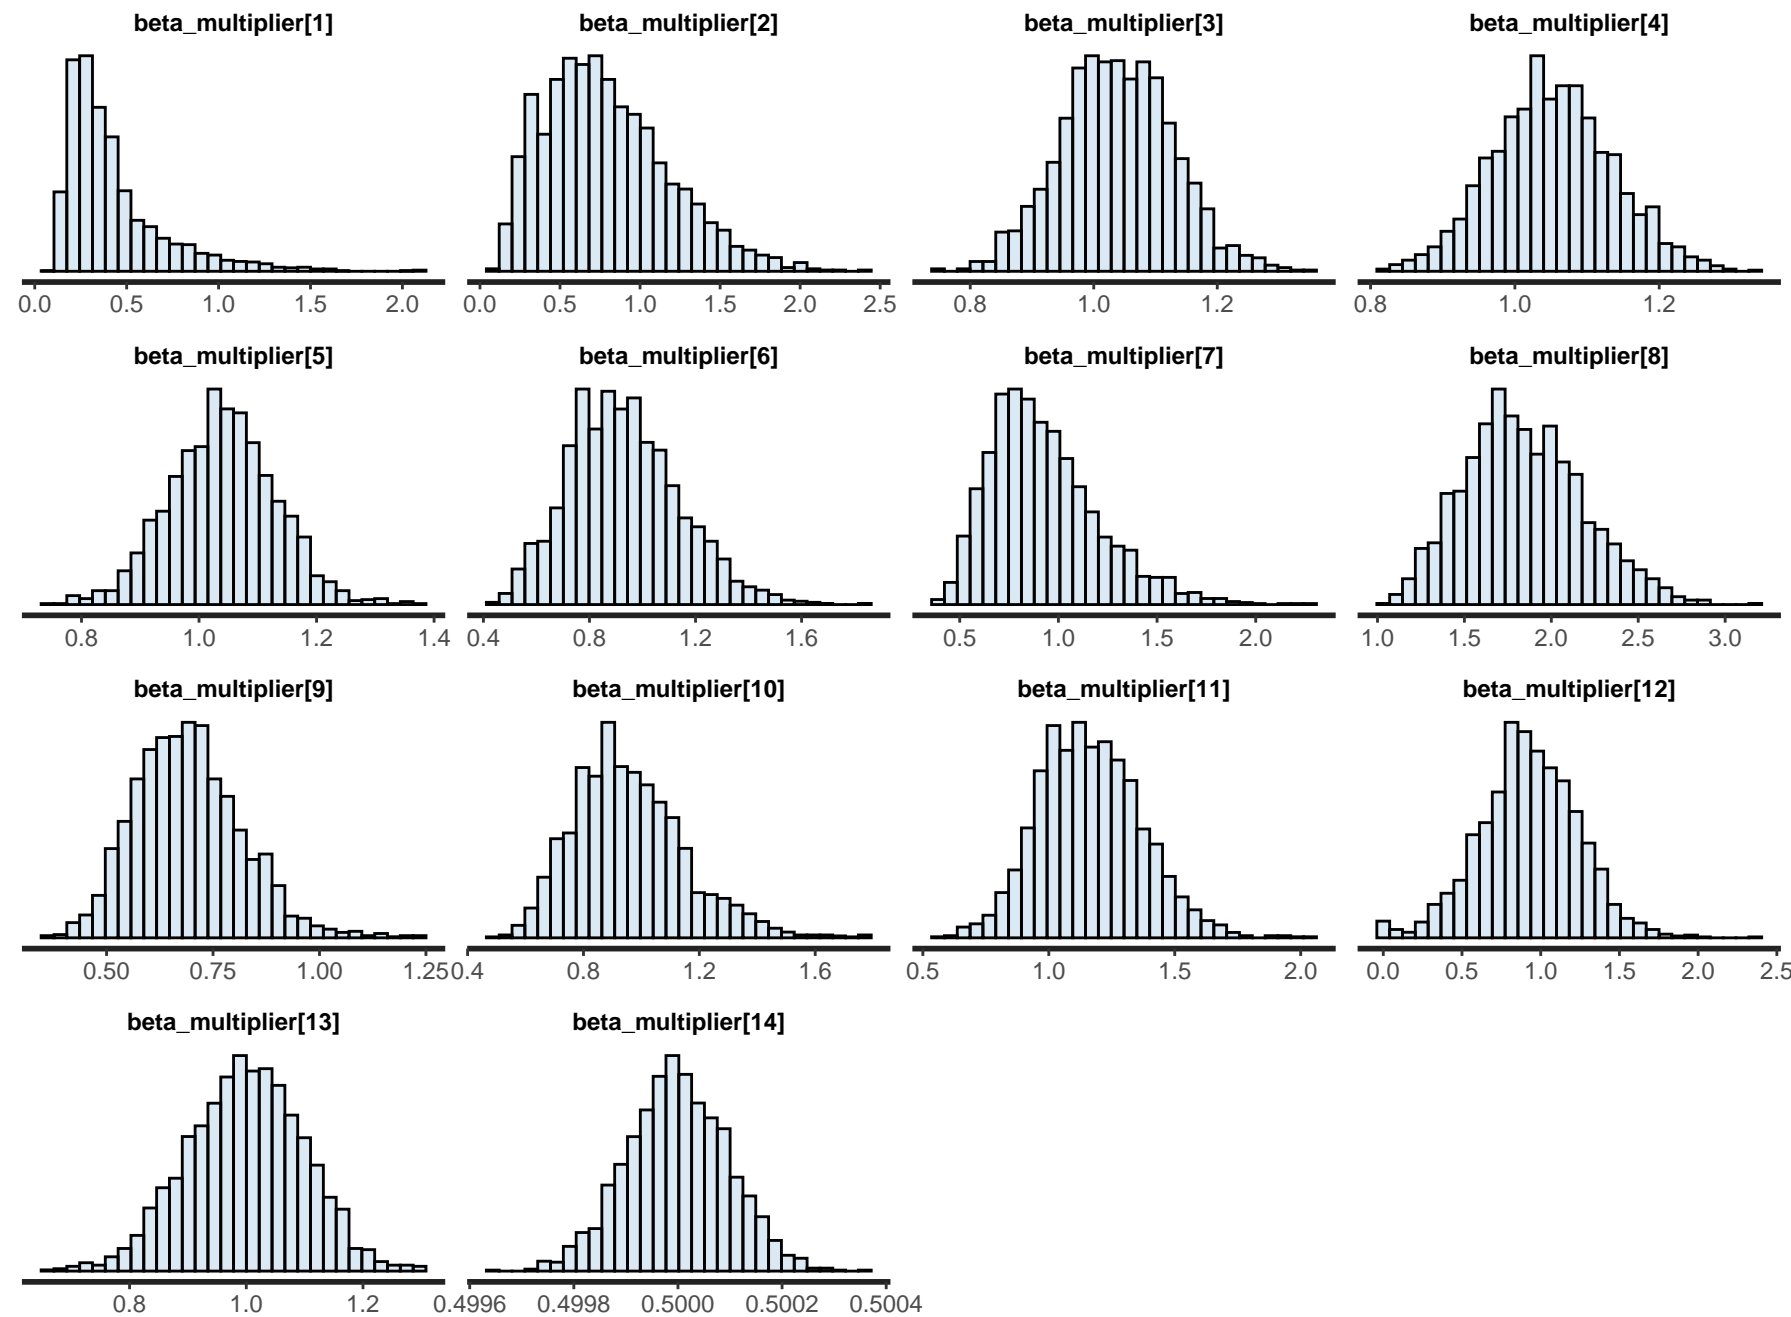 beta_multiplier[1] beta_multiplier[2] beta_multiplier[3] beta_multiplier[4]
0.0 0.5 1.0 1.5 2.0 0.0 0.5 1.0 1.5 2.0 2.5 0.8 1.0 1.2 0.8 1.0 1.2
beta_multiplier[5] beta_multiplier[6] beta_multiplier[7] beta_multiplier[8]
0.8 1.0 1.2 1.4 0.4 0.8 1.2 1.6 0.5 1.0 1.5 2.0 1.0 1.5 2.0 2.5 3.0
beta_multiplier[9] beta_multiplier[10] beta_multiplier[11] beta_multiplier[12]
0.50 0.75 1.00 1.25 0.4 0.8 1.2 1.6 0.5 1.0 1.5 2.0 0.0 0.5 1.0 1.5 2.0 2.5
beta_multiplier[13] beta_multiplier[14]
0.8 1.0 1.2 0.4996 0.4998 0.5000 0.5002 0.5004